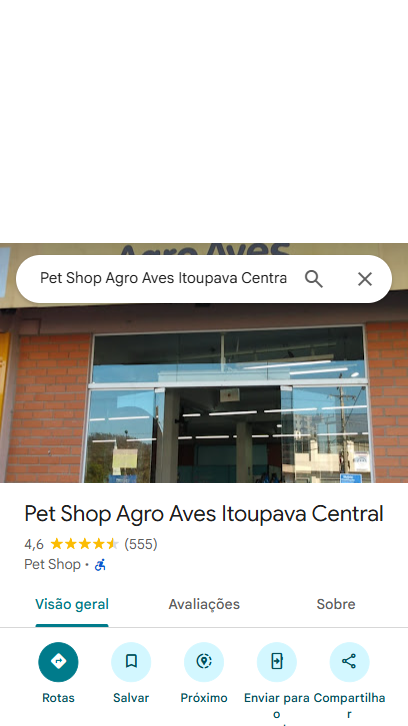 Agro Aves
Pet Shop Agro Aves Itoupava Centra
Pet Shop Agro Aves Itoupava Central
4,6 (555)
Pet Shop ·
Visão geral Avaliações Sobre
Rotas Salvar Próximo Enviar para o Compartilhar